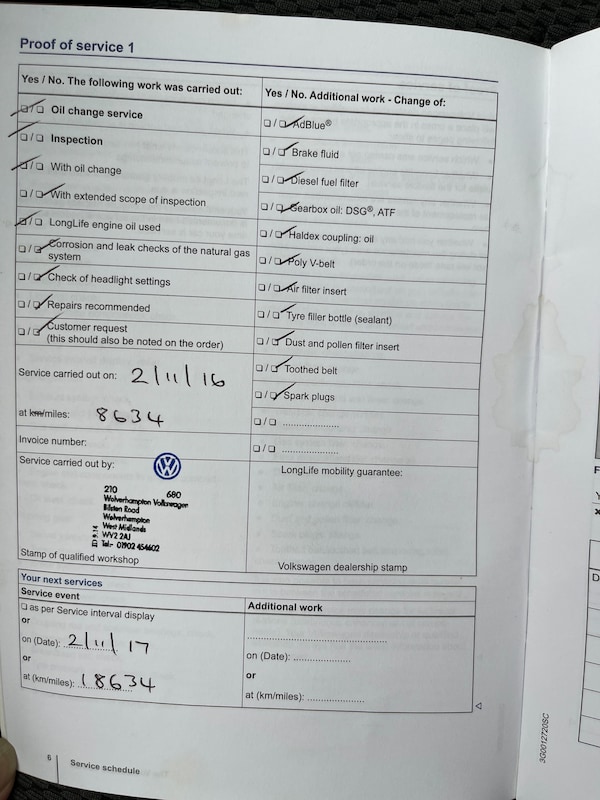 Proof of service 1
Yes / No. The following work was carried out:
☐ / ☐ Oil change service
☐ / ☐ Inspection
☐ / ☐ With oil change
☐ / ☐ With extended scope of inspection
☐ / ☐ LongLife engine oil used
☐ / ☐ Corrosion and leak checks of the natural gas
system
☐ / ☐ Check of headlight settings
☐ / ☐ Repairs recommended
☐ / ☐ Customer request
(this should also be noted on the order)
Service carried out on: 2/11/16
at km/miles: 8634
Invoice number:
Service carried out by:
210 680
Wolverhampton Volkswagen
Bilston Road
Wolverhampton
West Midlands
WV2 2AJ
Tel:- 01902 454602
Stamp of qualified workshop
Yes / No. Additional work - Change of:
☐ / ☐ AdBlue®
☐ / ☐ Brake fluid
☐ / ☐ Diesel fuel filter
☐ / ☐ Gearbox oil: DSG®, ATF
☐ / ☐ Haldex coupling: oil
☐ / ☐ Poly V-belt
☐ / ☐ Air filter insert
☐ / ☐ Tyre filler bottle (sealant)
☐ / ☐ Dust and pollen filter insert
☐ / ☐ Toothed belt
☐ / ☐ Spark plugs
☐ / ☐ .....................
☐ / ☐ .....................
LongLife mobility guarantee:
Volkswagen dealership stamp
Your next services
Service event
☐ as per Service interval display
or
on (Date): 2/11/17
or
at (km/miles): 18634
Additional work
on (Date): .....................
or
at (km/miles): .....................
6
Service schedule
3G0012720SC